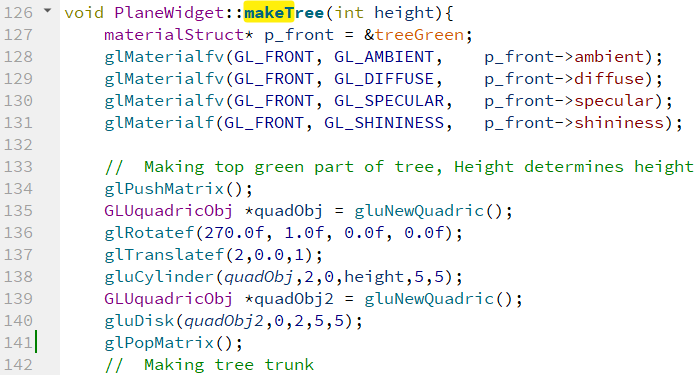 126 void PlaneWidget::makeTree(int height){
127 materialStruct* p_front = &treeGreen;
128 glMaterialfv(GL_FRONT, GL_AMBIENT,    p_front->ambient);
129 glMaterialfv(GL_FRONT, GL_DIFFUSE,    p_front->diffuse);
130 glMaterialfv(GL_FRONT, GL_SPECULAR,   p_front->specular);
131 glMaterialf(GL_FRONT, GL_SHININESS,   p_front->shininess);
132
133 //  Making top green part of tree, Height determines height
134 glPushMatrix();
135 GLUquadricObj *quadObj = gluNewQuadric();
136 glRotatef(270.0f, 1.0f, 0.0f, 0.0f);
137 glTranslatef(2,0.0,1);
138 gluCylinder(quadObj,2,0,height,5,5);
139 GLUquadricObj *quadObj2 = gluNewQuadric();
140 gluDisk(quadObj2,0,2,5,5);
141 glPopMatrix();
142 //  Making tree trunk